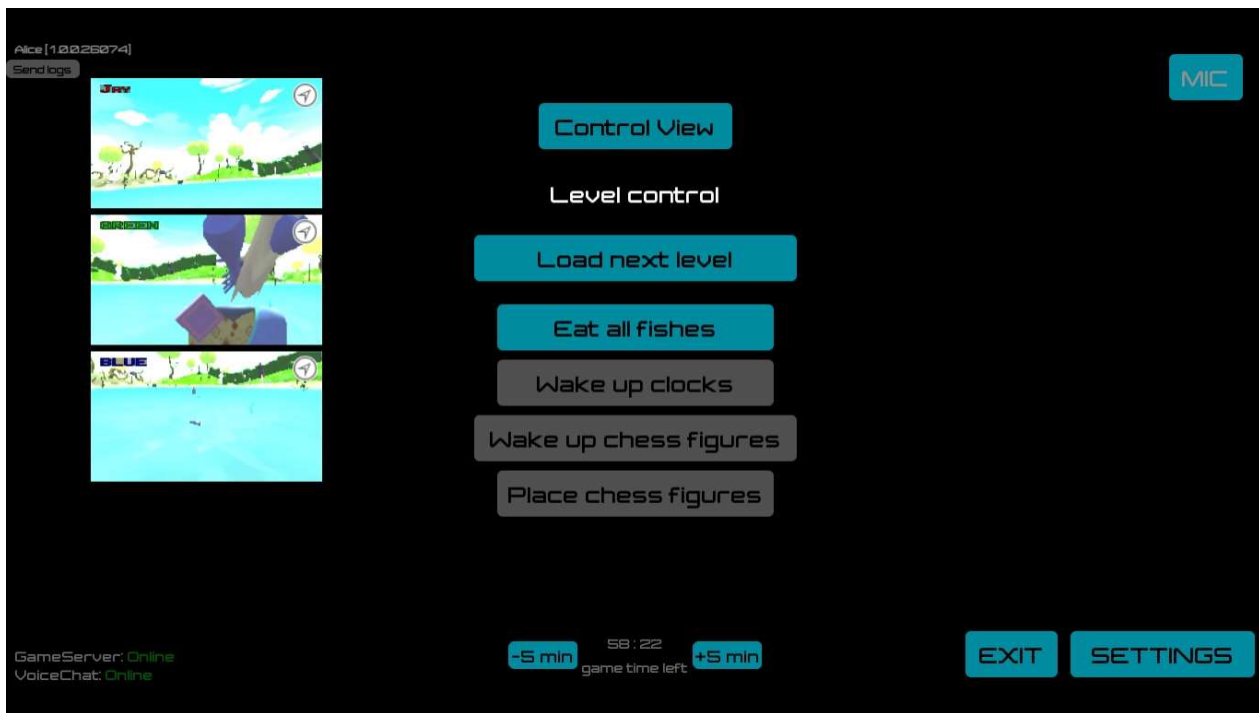 Alice [1.0.0.26074]
Send logs
JAY
GREEN
BLUE
MIC
Control View
Level control
Load next level
Eat all fishes
Wake up clocks
Wake up chess figures
Place chess figures
GameServer: Online
VoiceChat: Online
-5 min
58:22
game time left
+5 min
EXIT
SETTINGS